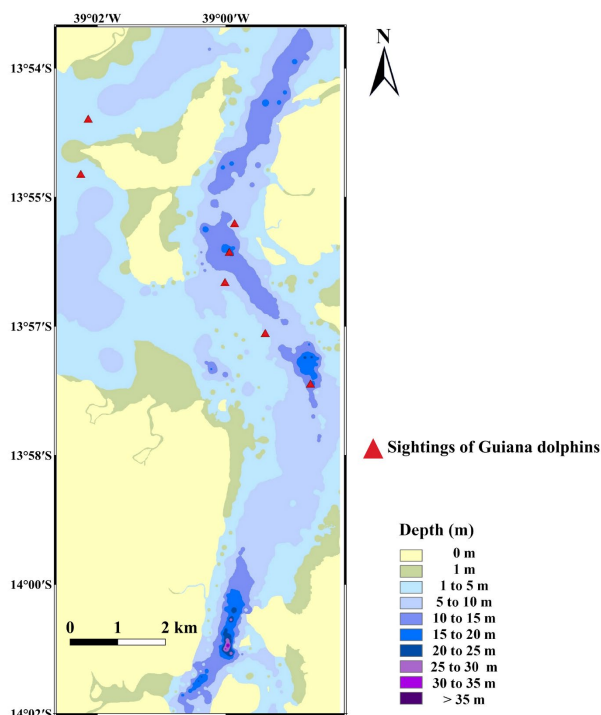 39°02'W 39°00'W
N
13°54'S
13°55'S
13°57'S
13°58'S
14°00'S
14°02'S
0 1 2 km
Sightings of Guiana dolphins
Depth (m)
0 m
1 m
1 to 5 m
5 to 10 m
10 to 15 m
15 to 20 m
20 to 25 m
25 to 30 m
30 to 35 m
> 35 m